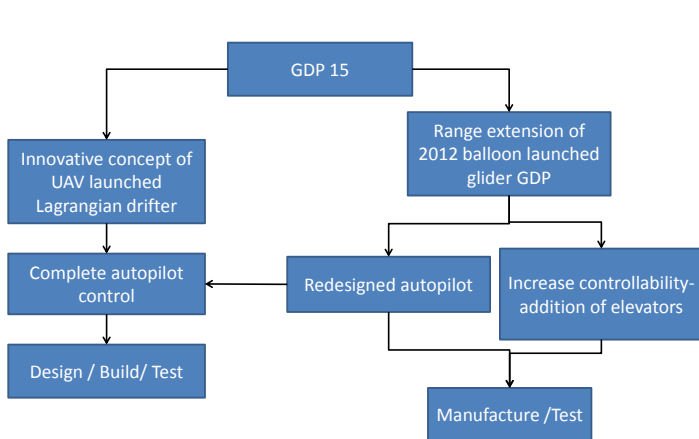 GDP 15
Innovative concept of
UAV launched
Lagrangian drifter
Range extension of
2012 balloon launched
glider GDP
Complete autopilot
control
Redesigned autopilot
Increase controllability-
addition of elevators
Design / Build/ Test
Manufacture /Test